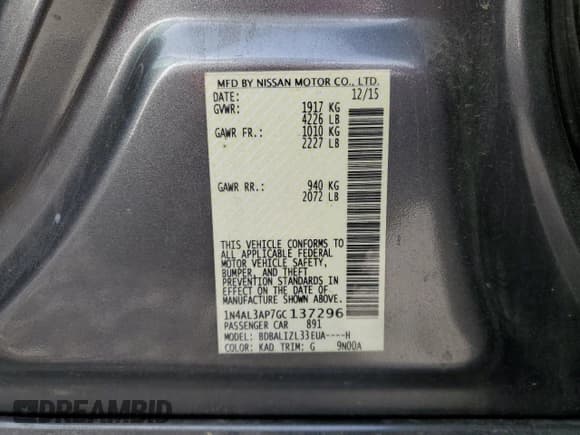 MFD BY NISSAN MOTOR CO., LTD.
DATE: 12/15
GVWR: 1917 KG
4226 LB
GAWR FR.: 1010 KG
2227 LB
GAWR RR.: 940 KG
2072 LB
THIS VEHICLE CONFORMS TO
ALL APPLICABLE FEDERAL
MOTOR VEHICLE SAFETY,
BUMPER, AND THEFT
PREVENTION STANDARDS
IN EFFECT ON THE DATE OF
MANUFACTURE SHOWN ABOVE.
1N4AL3AP7GC137296
PASSENGER CAR 891
MODEL: BDBALIZL33EUA----H
COLOR: KAD TRIM: G 9N00A
DREAMBID